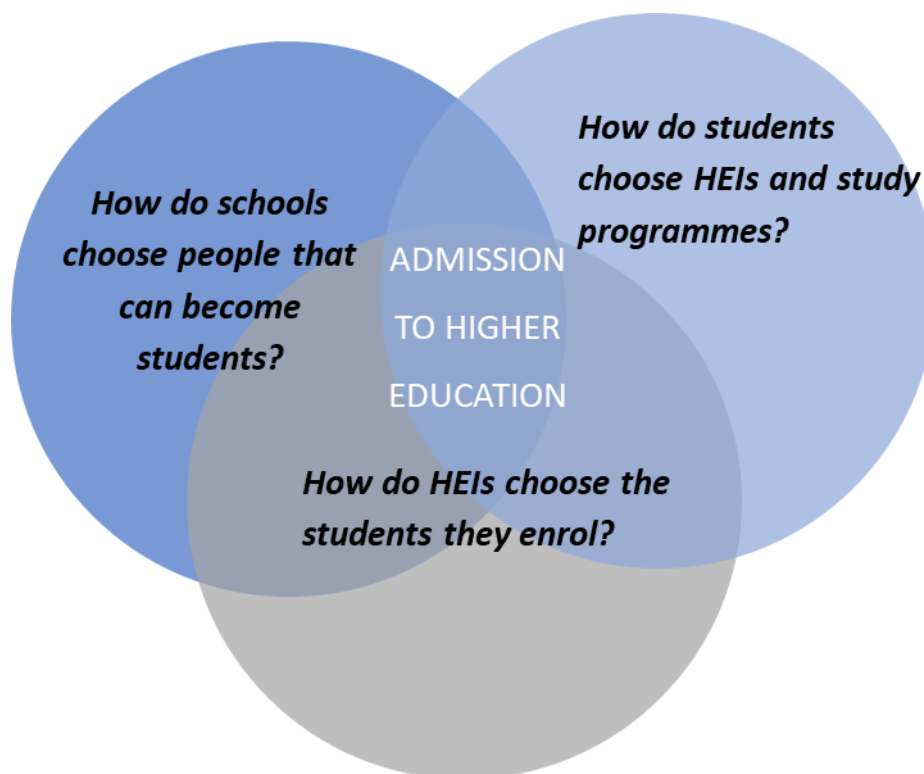 How do students
choose HEIs and study
programmes?
How do schools
choose people that
can become
students?
ADMISSION
TO HIGHER
EDUCATION
How do HEIs choose the
students they enrol?